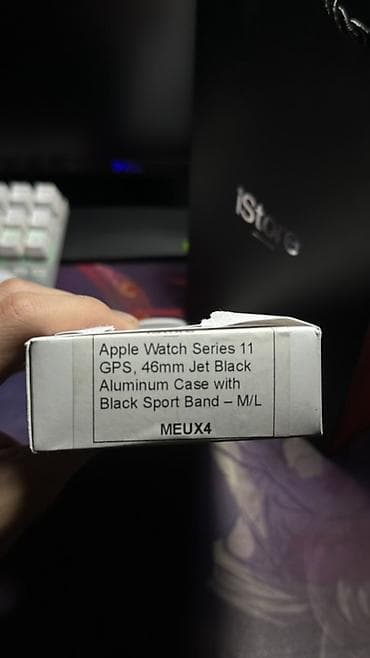 iStore
Apple Watch Series 11
GPS, 46mm Jet Black
Aluminum Case with
Black Sport Band – M/L
MEUX4